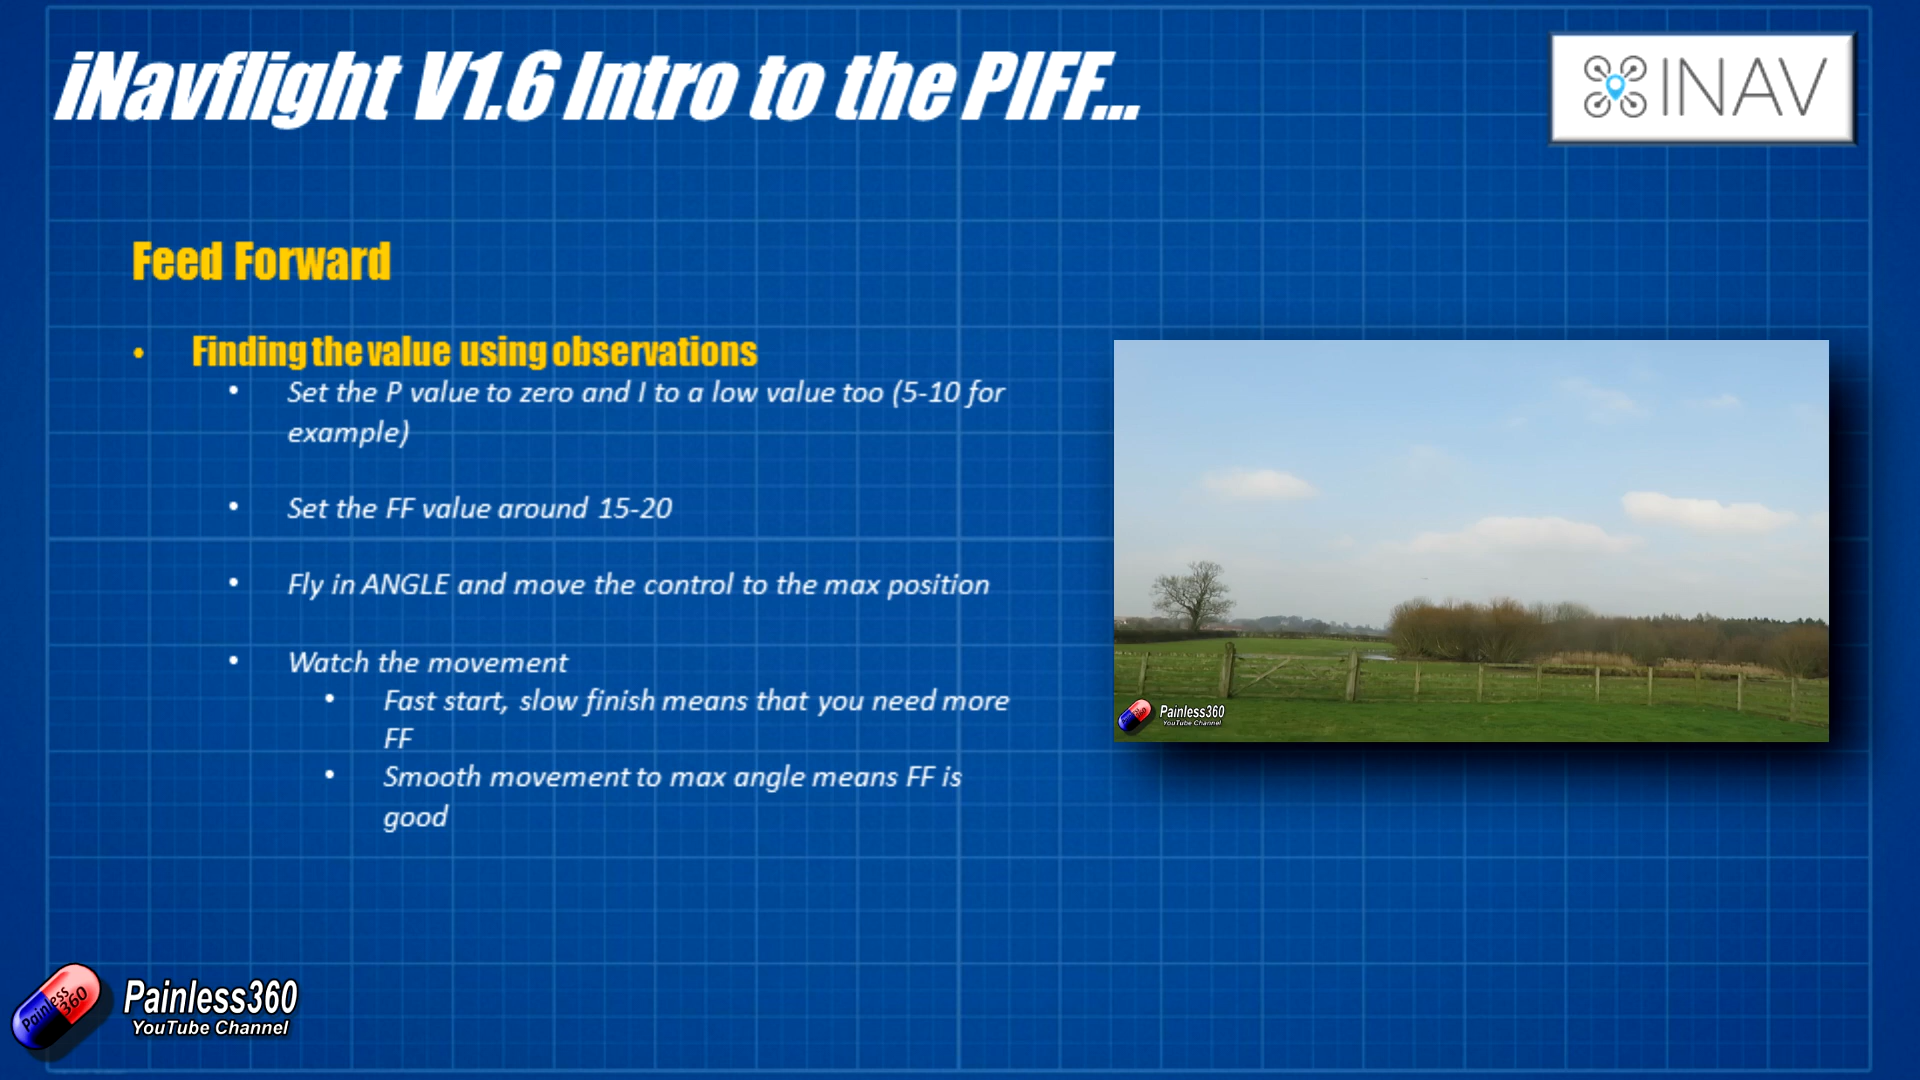 iNavflight V1.6 Intro to the PIFF...
INAV
Feed Forward
• Finding the value using observations
• Set the P value to zero and I to a low value too (5-10 for
example)
• Set the FF value around 15-20
• Fly in ANGLE and move the control to the max position
• Watch the movement
• Fast start, slow finish means that you need more
FF
• Smooth movement to max angle means FF is
good
Painless360
YouTube Channel
Painless360
Painless360
YouTube Channel